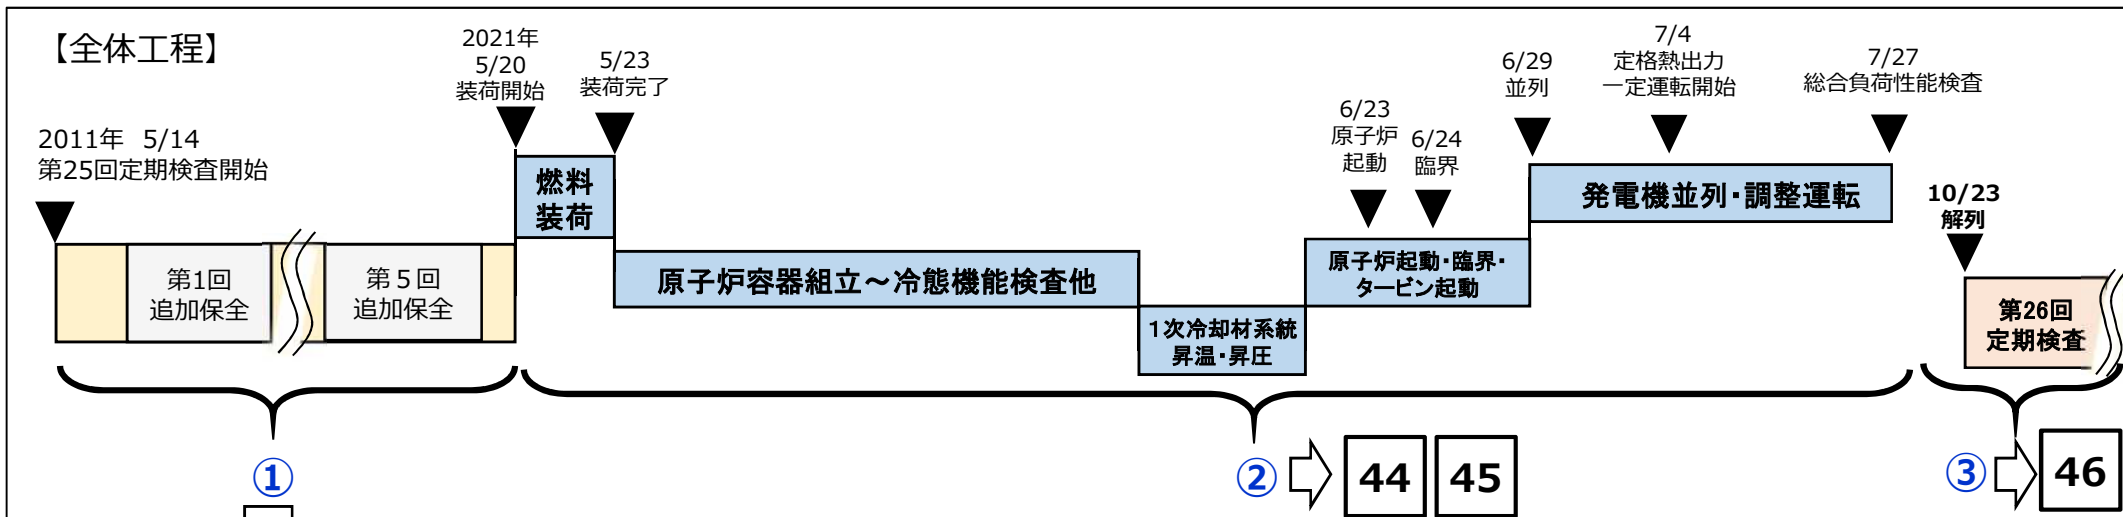 【全体工程】
2011年 5/14
第25回定期検査開始
2021年
5/20
装荷開始
5/23
装荷完了
6/23
原子炉
起動
6/24
臨界
6/29
並列
7/4
定格熱出力
一定運転開始
7/27
総合負荷性能検査
10/23
解列
第1回
追加保全
第5回
追加保全
燃料
装荷
原子炉容器組立～冷態機能検査他
1次冷却材系統
昇温・昇圧
原子炉起動・臨界・
タービン起動
発電機並列・調整運転
第26回
定期検査
①
② 44 45
③ 46